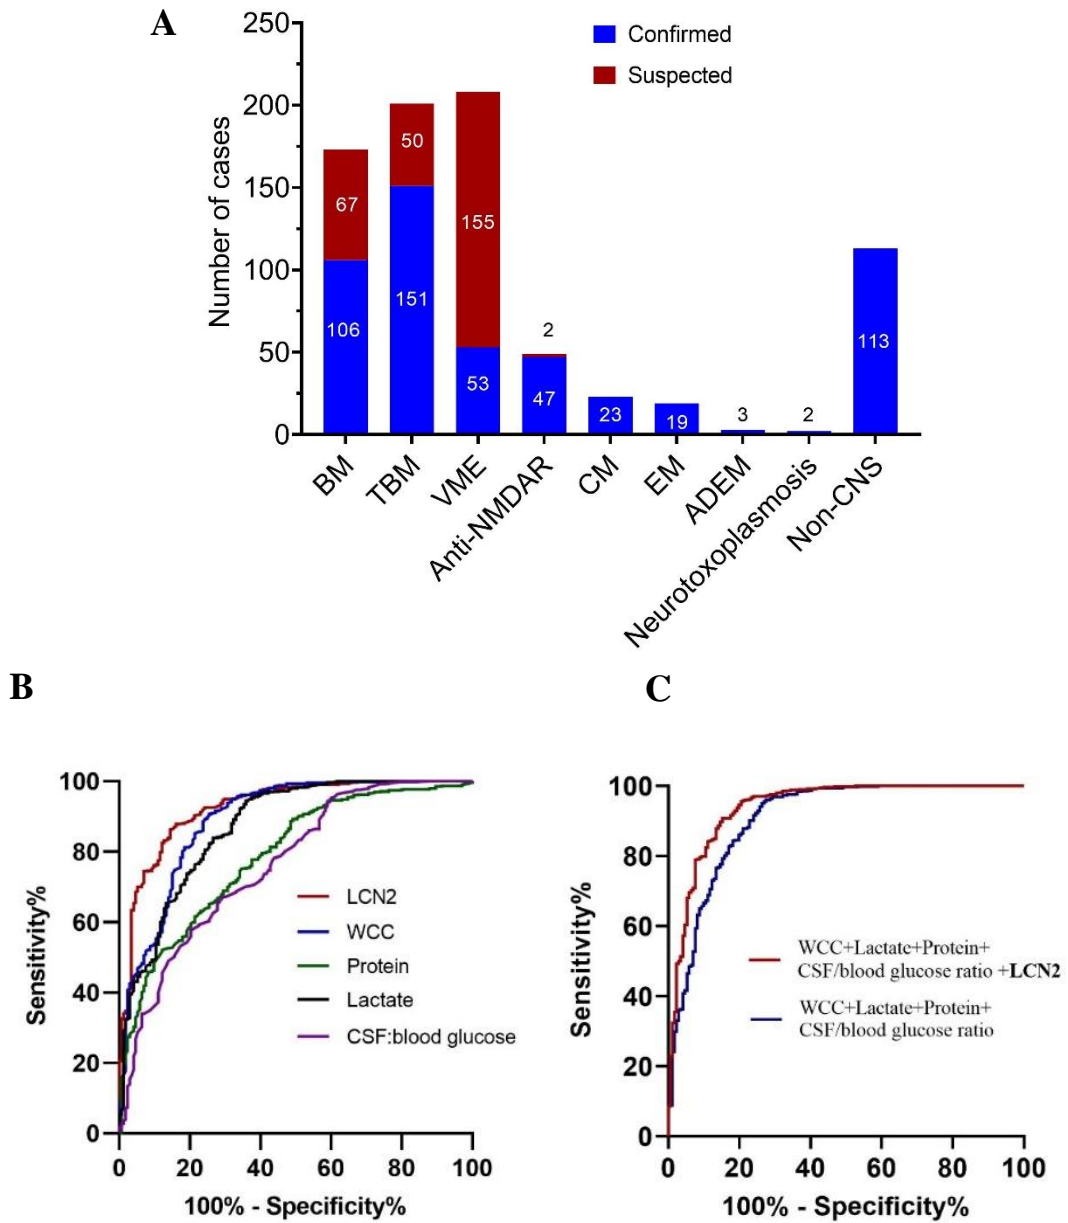 A
250
200
150
100
50
0
Number of cases
Confirmed
Suspected
67
106
50
151
155
53
2
47
23
19
3
2
113
BM
TBM
VME
Anti-NMDAR
CM
EM
ADEM
Neurotoxoplasmosis
Non-CNS
B
100
80
60
40
20
0
Sensitivity%
LCN2
WCC
Protein
Lactate
CSF:blood glucose
0 20 40 60 80 100
100% - Specificity%
C
100
80
60
40
20
0
Sensitivity%
WCC+Lactate+Protein+
CSF/blood glucose ratio +LCN2
WCC+Lactate+Protein+
CSF/blood glucose ratio
0 20 40 60 80 100
100% - Specificity%